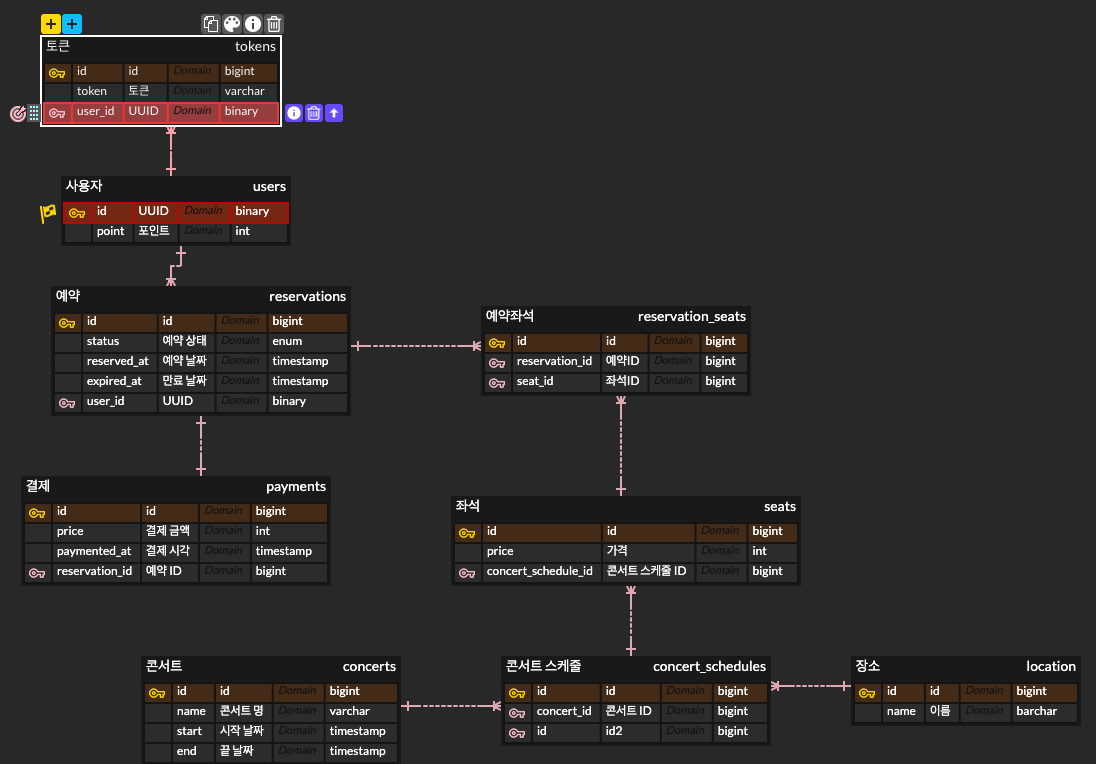 토큰 tokens
id id Domain bigint
token 토큰 Domain varchar
user_id UUID Domain binary
사용자 users
id UUID Domain binary
point 포인트 Domain int
예약 reservations
id id Domain bigint
status 예약 상태 Domain enum
reserved_at 예약 날짜 Domain timestamp
expired_at 만료 날짜 Domain timestamp
user_id UUID Domain binary
예약좌석 reservation_seats
id id Domain bigint
reservation_id 예약ID Domain bigint
seat_id 좌석ID Domain bigint
결제 payments
id id Domain bigint
price 결제 금액 Domain int
paymented_at 결제 시각 Domain timestamp
reservation_id 예약 ID Domain bigint
좌석 seats
id id Domain bigint
price 가격 Domain int
concert_schedule_id 콘서트 스케줄 ID Domain bigint
콘서트 concerts
id id Domain bigint
name 콘서트 명 Domain varchar
start 시작 날짜 Domain timestamp
end 끝 날짜 Domain timestamp
콘서트 스케줄 concert_schedules
id id Domain bigint
concert_id 콘서트 ID Domain bigint
id id2 Domain bigint
장소 location
id id Domain bigint
name 이름 Domain barchar